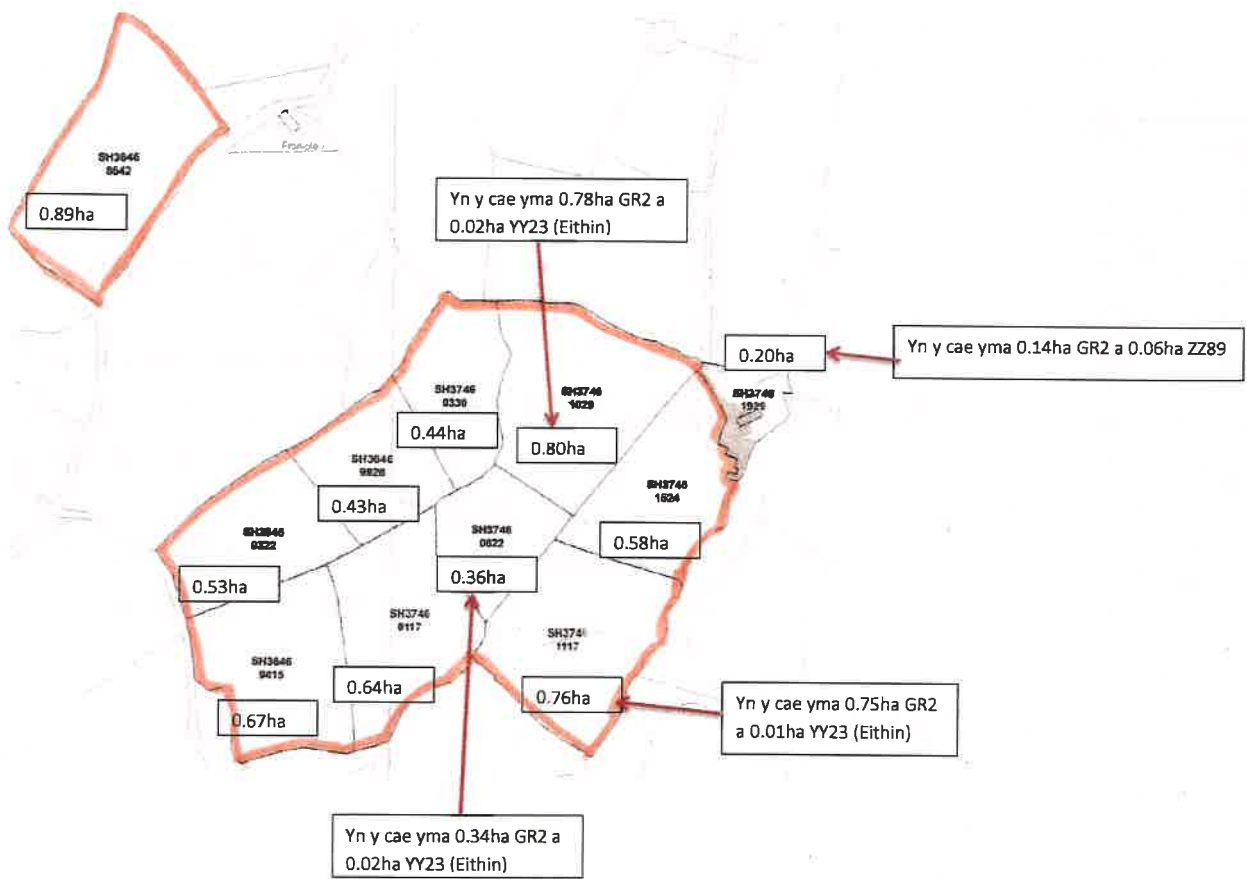 SH3646
8542
0.89ha
Yn y cae yma 0.78ha GR2 a
0.02ha YY23 (Eithin)
0.20ha
Yn y cae yma 0.14ha GR2 a 0.06ha ZZ89
SH3746
1929
SH3746
0330
0.44ha
SH3746
1029
0.80ha
SH3646
9826
0.43ha
SH3746
1524
0.58ha
SH3646
9322
0.53ha
SH3746
0622
0.36ha
SH3746
0117
0.64ha
SH3746
1117
0.76ha
SH3646
9415
0.67ha
Yn y cae yma 0.75ha GR2
a 0.01ha YY23 (Eithin)
Yn y cae yma 0.34ha GR2 a
0.02ha YY23 (Eithin)